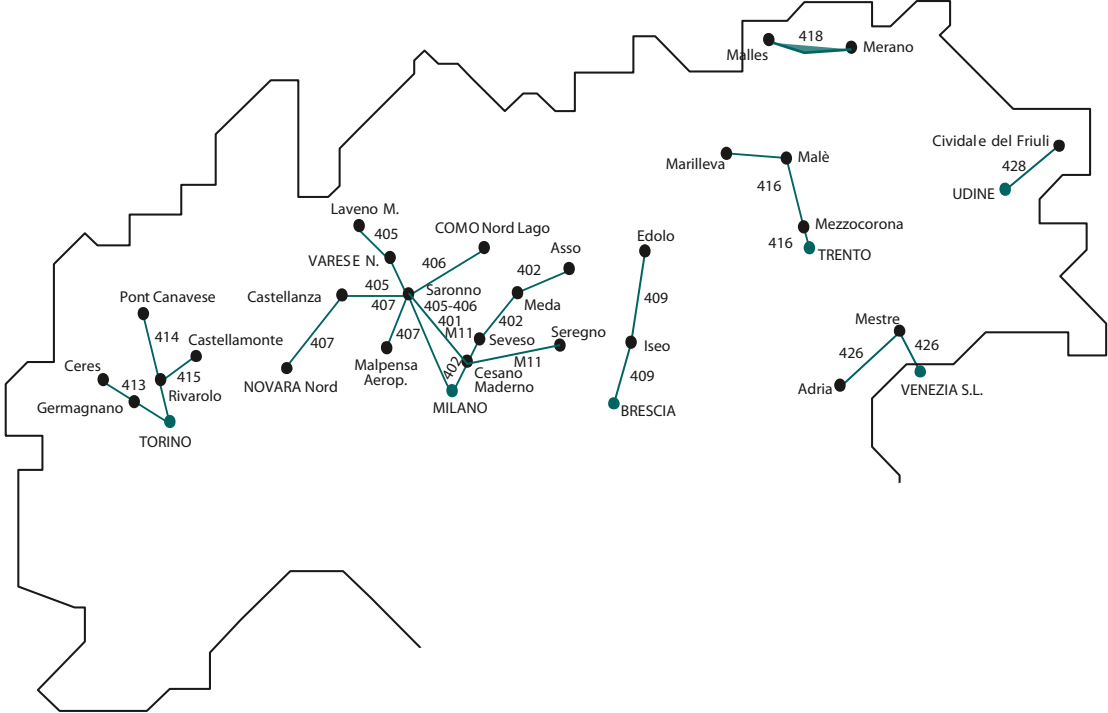 418
Malles
Merano
Cividale del Friuli
428
UDINE
Marilleva
Malè
416
Mezzocorona
416
TRENTO
Laveno M.
405
VARESE N.
COMO Nord Lago
406
Edolo
Asso
402
409
Pont Canavese
Castellanza
405
407
Saronno
405-406
401
M11
Meda
402
414
Castellamonte
407
407
Seveso
Seregno
M11
Iseo
Mestre
426
426
Ceres
413
415
Rivarolo
Germagnano
TORINO
NOVARA Nord
Malpensa
Aerop.
402
Cesano
Maderno
MILANO
409
BRESCIA
Adria
VENEZIA S.L.